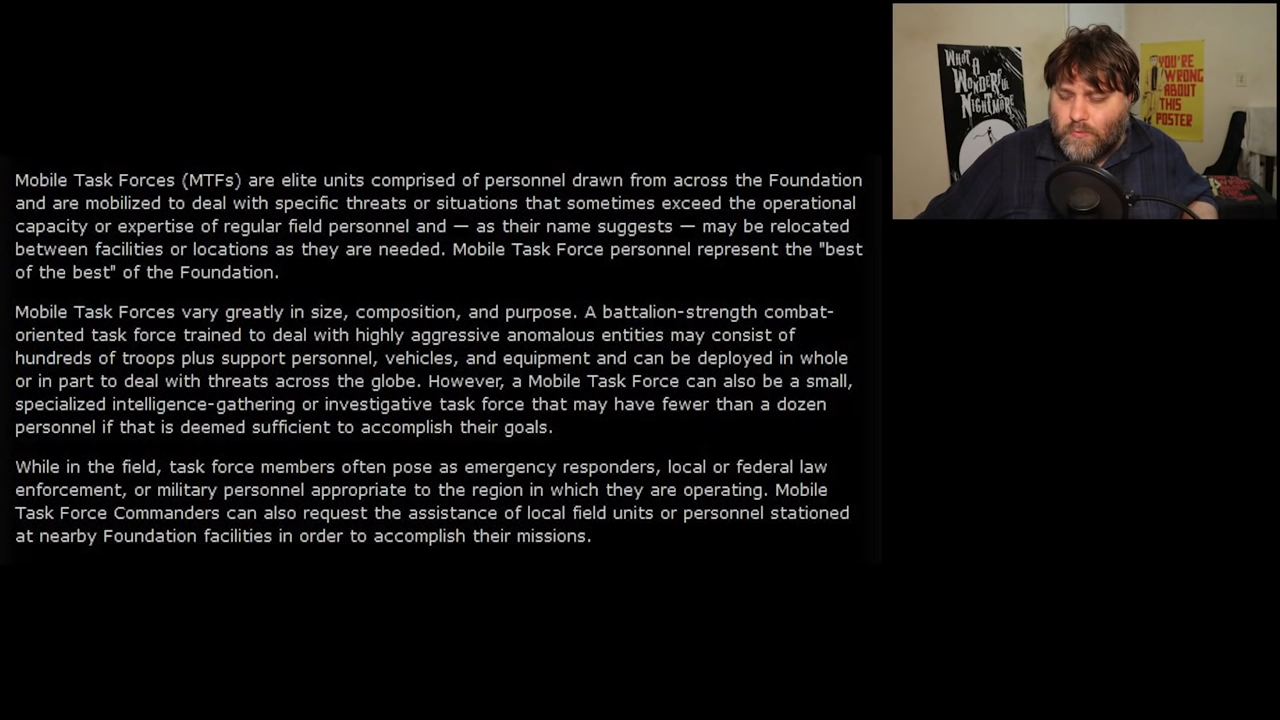 Mobile Task Forces (MTFs) are elite units comprised of personnel drawn from across the Foundation
and are mobilized to deal with specific threats or situations that sometimes exceed the operational
capacity or expertise of regular field personnel and — as their name suggests — may be relocated
between facilities or locations as they are needed. Mobile Task Force personnel represent the "best
of the best" of the Foundation.
Mobile Task Forces vary greatly in size, composition, and purpose. A battalion-strength combat-
oriented task force trained to deal with highly aggressive anomalous entities may consist of
hundreds of troops plus support personnel, vehicles, and equipment and can be deployed in whole
or in part to deal with threats across the globe. However, a Mobile Task Force can also be a small,
specialized intelligence-gathering or investigative task force that may have fewer than a dozen
personnel if that is deemed sufficient to accomplish their goals.
While in the field, task force members often pose as emergency responders, local or federal law
enforcement, or military personnel appropriate to the region in which they are operating. Mobile
Task Force Commanders can also request the assistance of local field units or personnel stationed
at nearby Foundation facilities in order to accomplish their missions.
WHAT
A
WONDERFUL
NIGHTMARE
YOU'RE
WRONG
ABOUT
THIS
POSTER